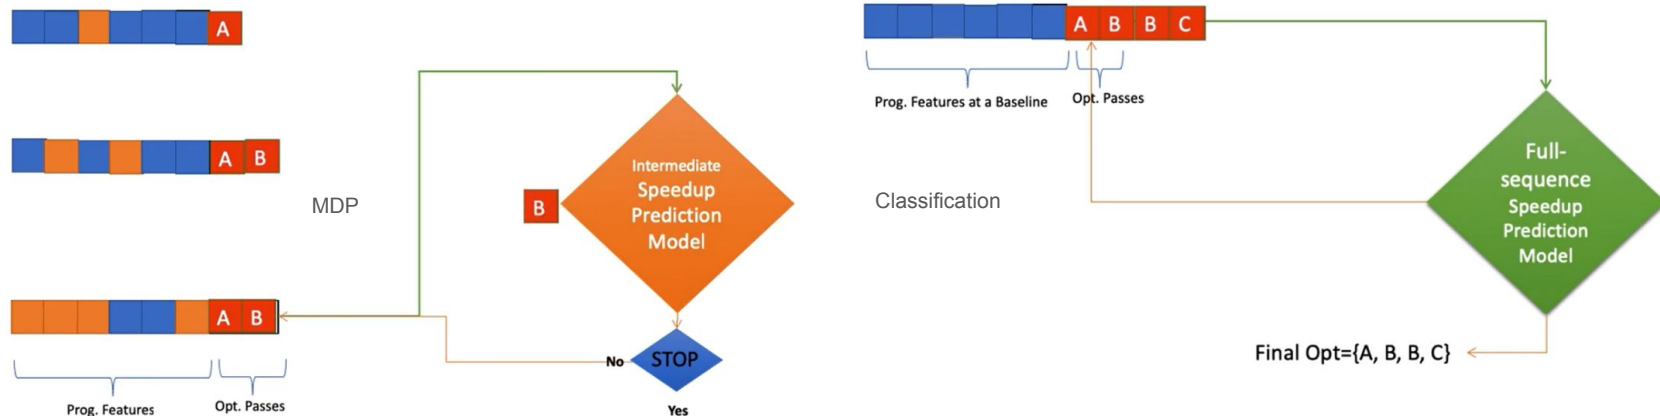 A
A B
MDP
B
Intermediate
Speedup
Prediction
Model
A B
No
STOP
Yes
Prog. Features
Opt. Passes
A B B C
Prog. Features at a Baseline
Opt. Passes
Classification
Full-
sequence
Speedup
Prediction
Model
Final Opt={A, B, B, C}